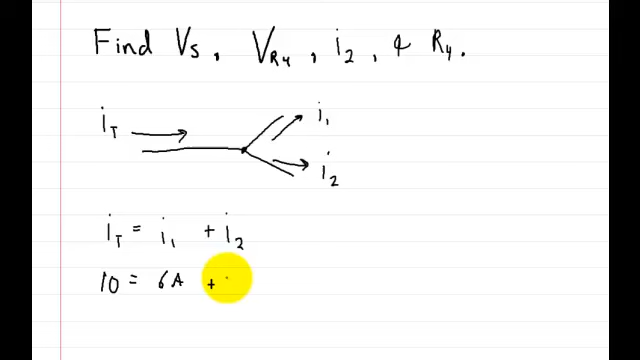 Find Vs, VR4, i2, & R4.
iT
i1
i2
iT = i1 + i2
10 = 6A +